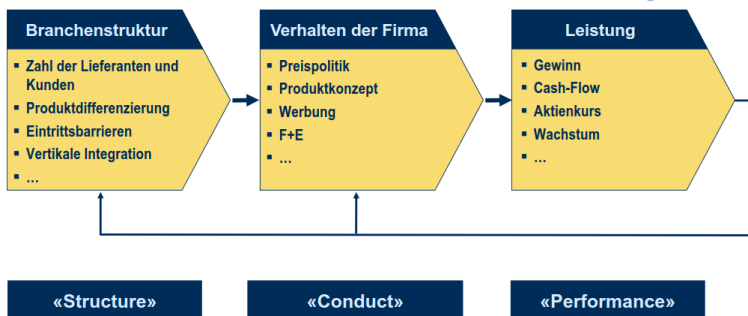 Branchenstruktur
▪ Zahl der Lieferanten und
Kunden
▪ Produktdifferenzierung
▪ Eintrittsbarrieren
▪ Vertikale Integration
▪ …
Verhalten der Firma
▪ Preispolitik
▪ Produktkonzept
▪ Werbung
▪ F+E
▪ …
Leistung
▪ Gewinn
▪ Cash-Flow
▪ Aktienkurs
▪ Wachstum
▪ …
«Structure»
«Conduct»
«Performance»